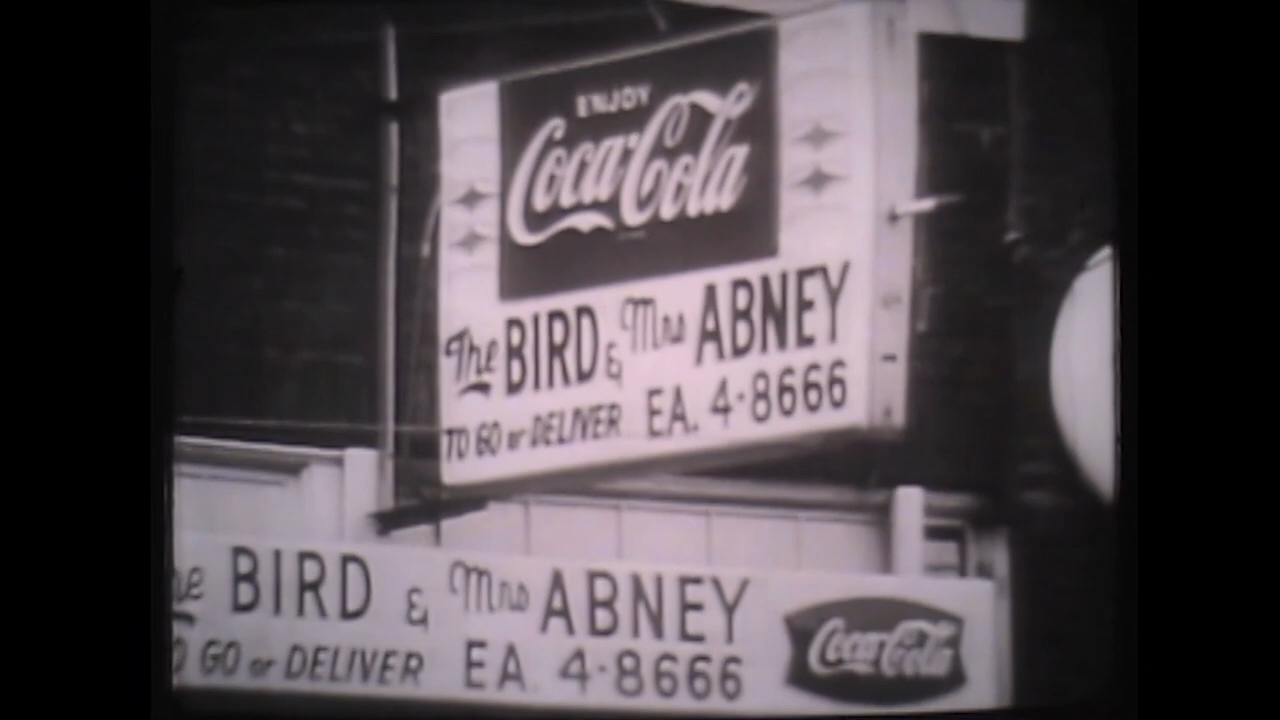 ENJOY
Coca-Cola
The BIRD & Mrs ABNEY
TO GO or DELIVER EA. 4-8666
BIRD & Mrs ABNEY
GO or DELIVER EA. 4-8666
Coca-Cola